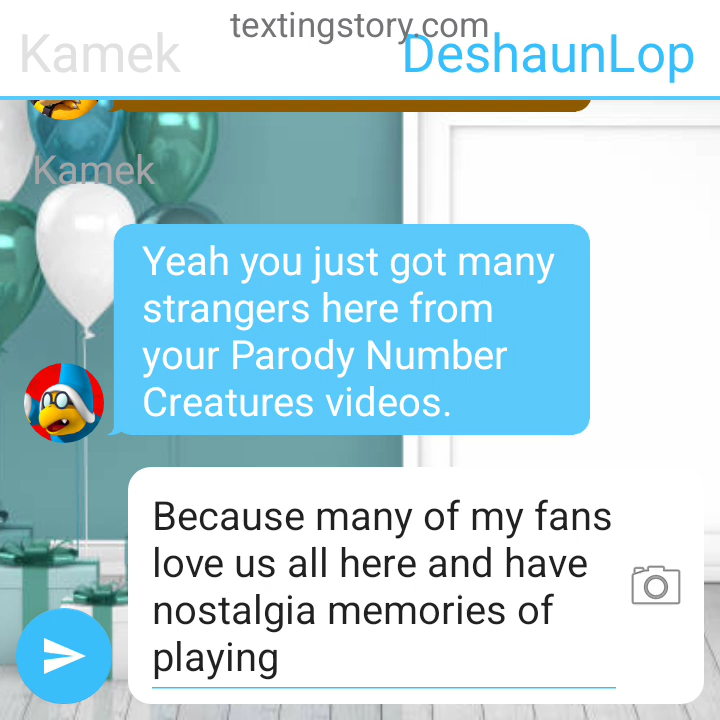 textingstory.com
Kamek
DeshaunLop
Kamek
Yeah you just got many
strangers here from
your Parody Number
Creatures videos.
Because many of my fans
love us all here and have
nostalgia memories of
playing